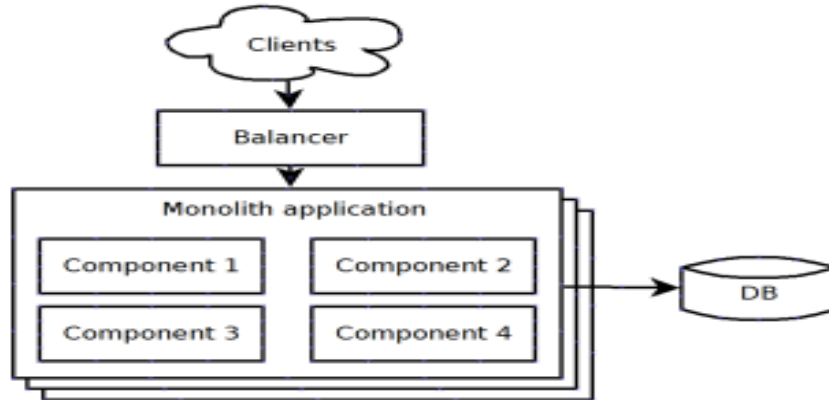 Clients
Balancer
Monolith application
Component 1
Component 2
Component 3
Component 4
DB